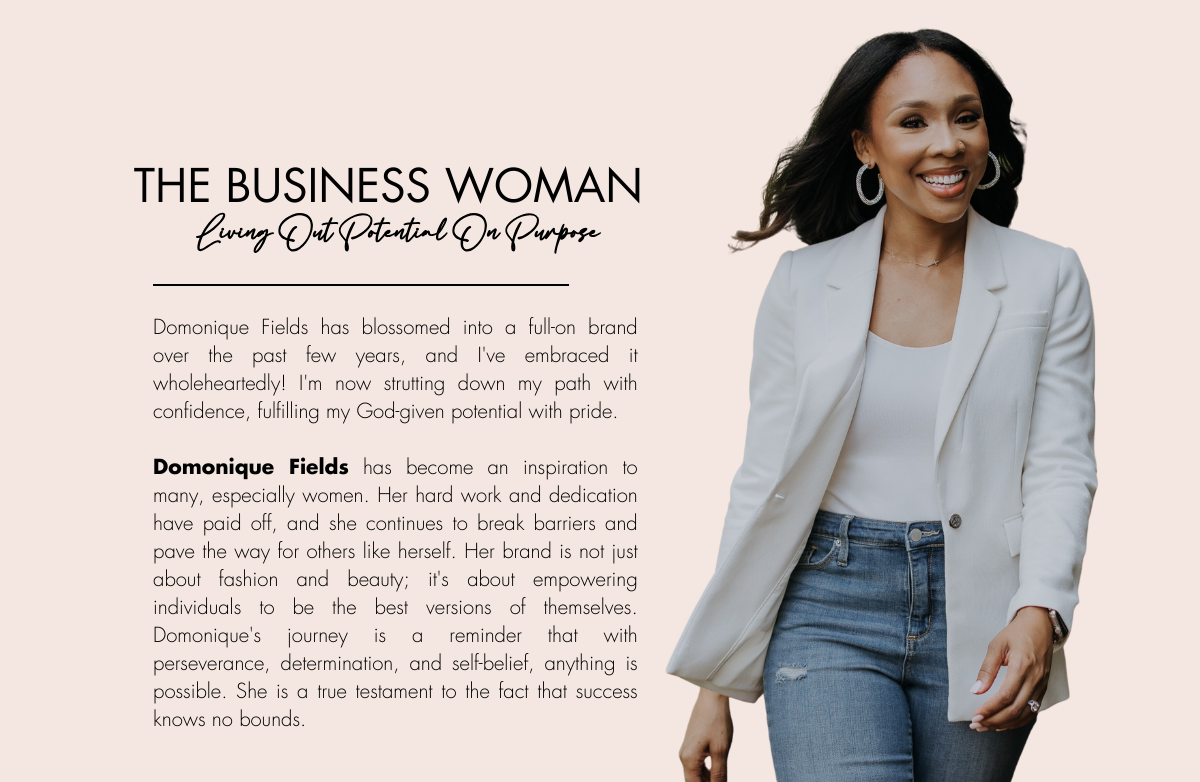 THE BUSINESS WOMAN
Living Out Potential On Purpose
Domonique Fields has blossomed into a full-on brand
over the past few years, and I've embraced it
wholeheartedly! I'm now strutting down my path with
confidence, fulfilling my God-given potential with pride.
Domonique Fields has become an inspiration to
many, especially women. Her hard work and dedication
have paid off, and she continues to break barriers and
pave the way for others like herself. Her brand is not just
about fashion and beauty; it's about empowering
individuals to be the best versions of themselves.
Domonique's journey is a reminder that with
perseverance, determination, and self-belief, anything is
possible. She is a true testament to the fact that success
knows no bounds.